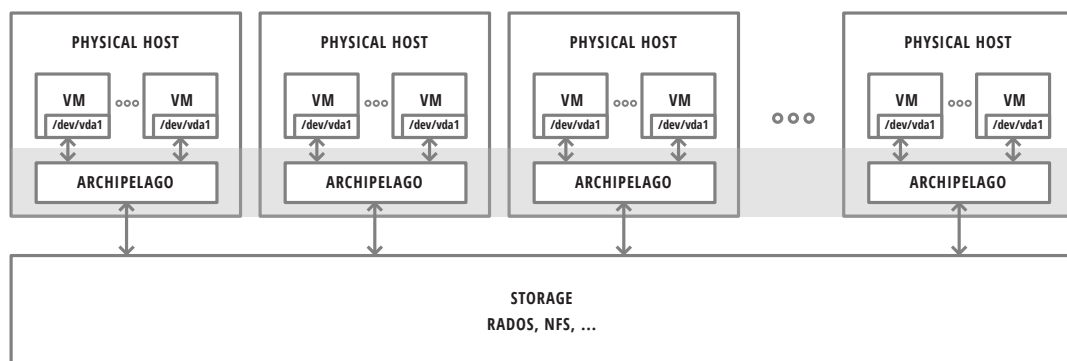 PHYSICAL HOST PHYSICAL HOST PHYSICAL HOST PHYSICAL HOST
VM VM VM VM VM VM VM VM
/dev/vda1 /dev/vda1 /dev/vda1 /dev/vda1 /dev/vda1 /dev/vda1 /dev/vda1 /dev/vda1
ARCHIPELAGO ARCHIPELAGO ARCHIPELAGO ARCHIPELAGO
STORAGE
RADOS, NFS, ...